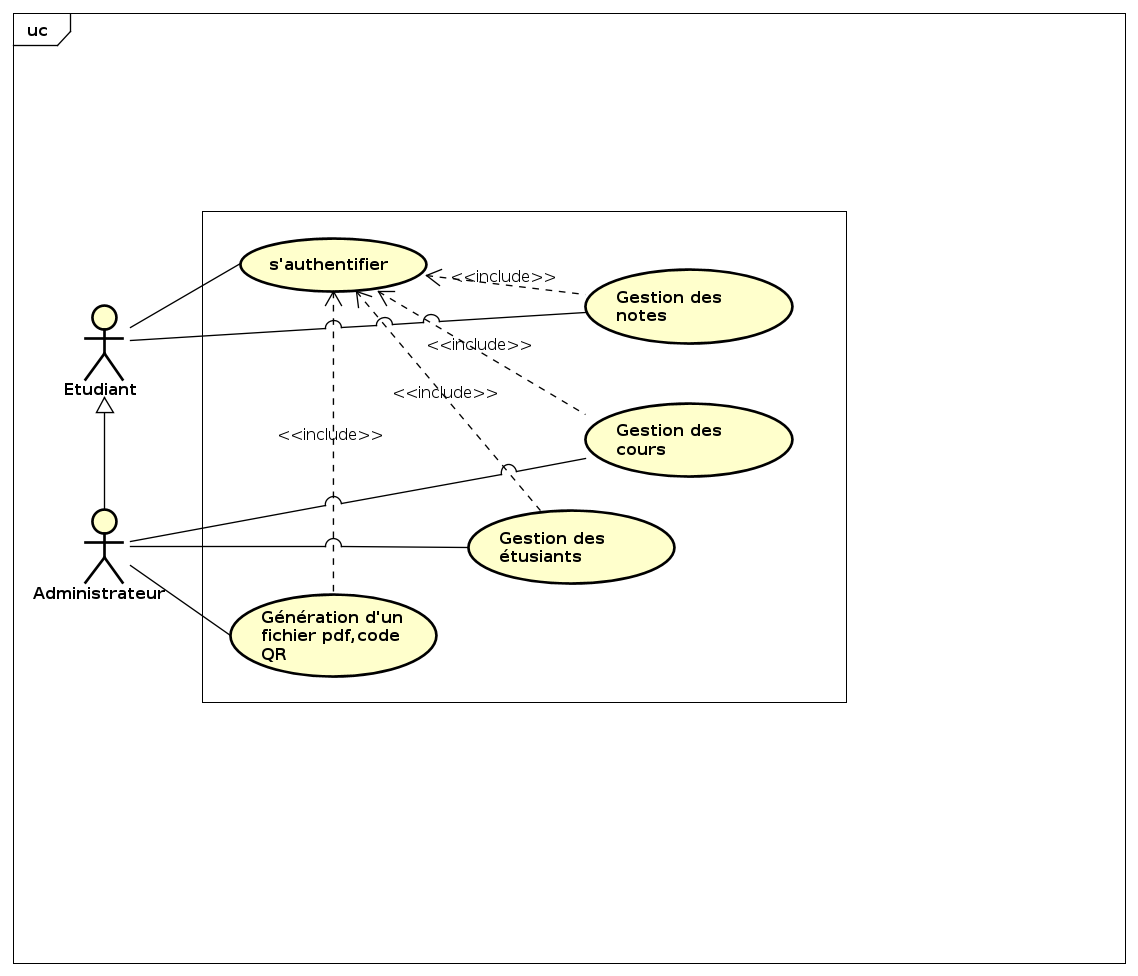 uc
s'authentifier
<<include>>
Gestion des
notes
<<include>>
Etudiant
<<include>>
<<include>>
Gestion des
cours
Gestion des
étusiants
Administrateur
Génération d'un
fichier pdf,code
QR